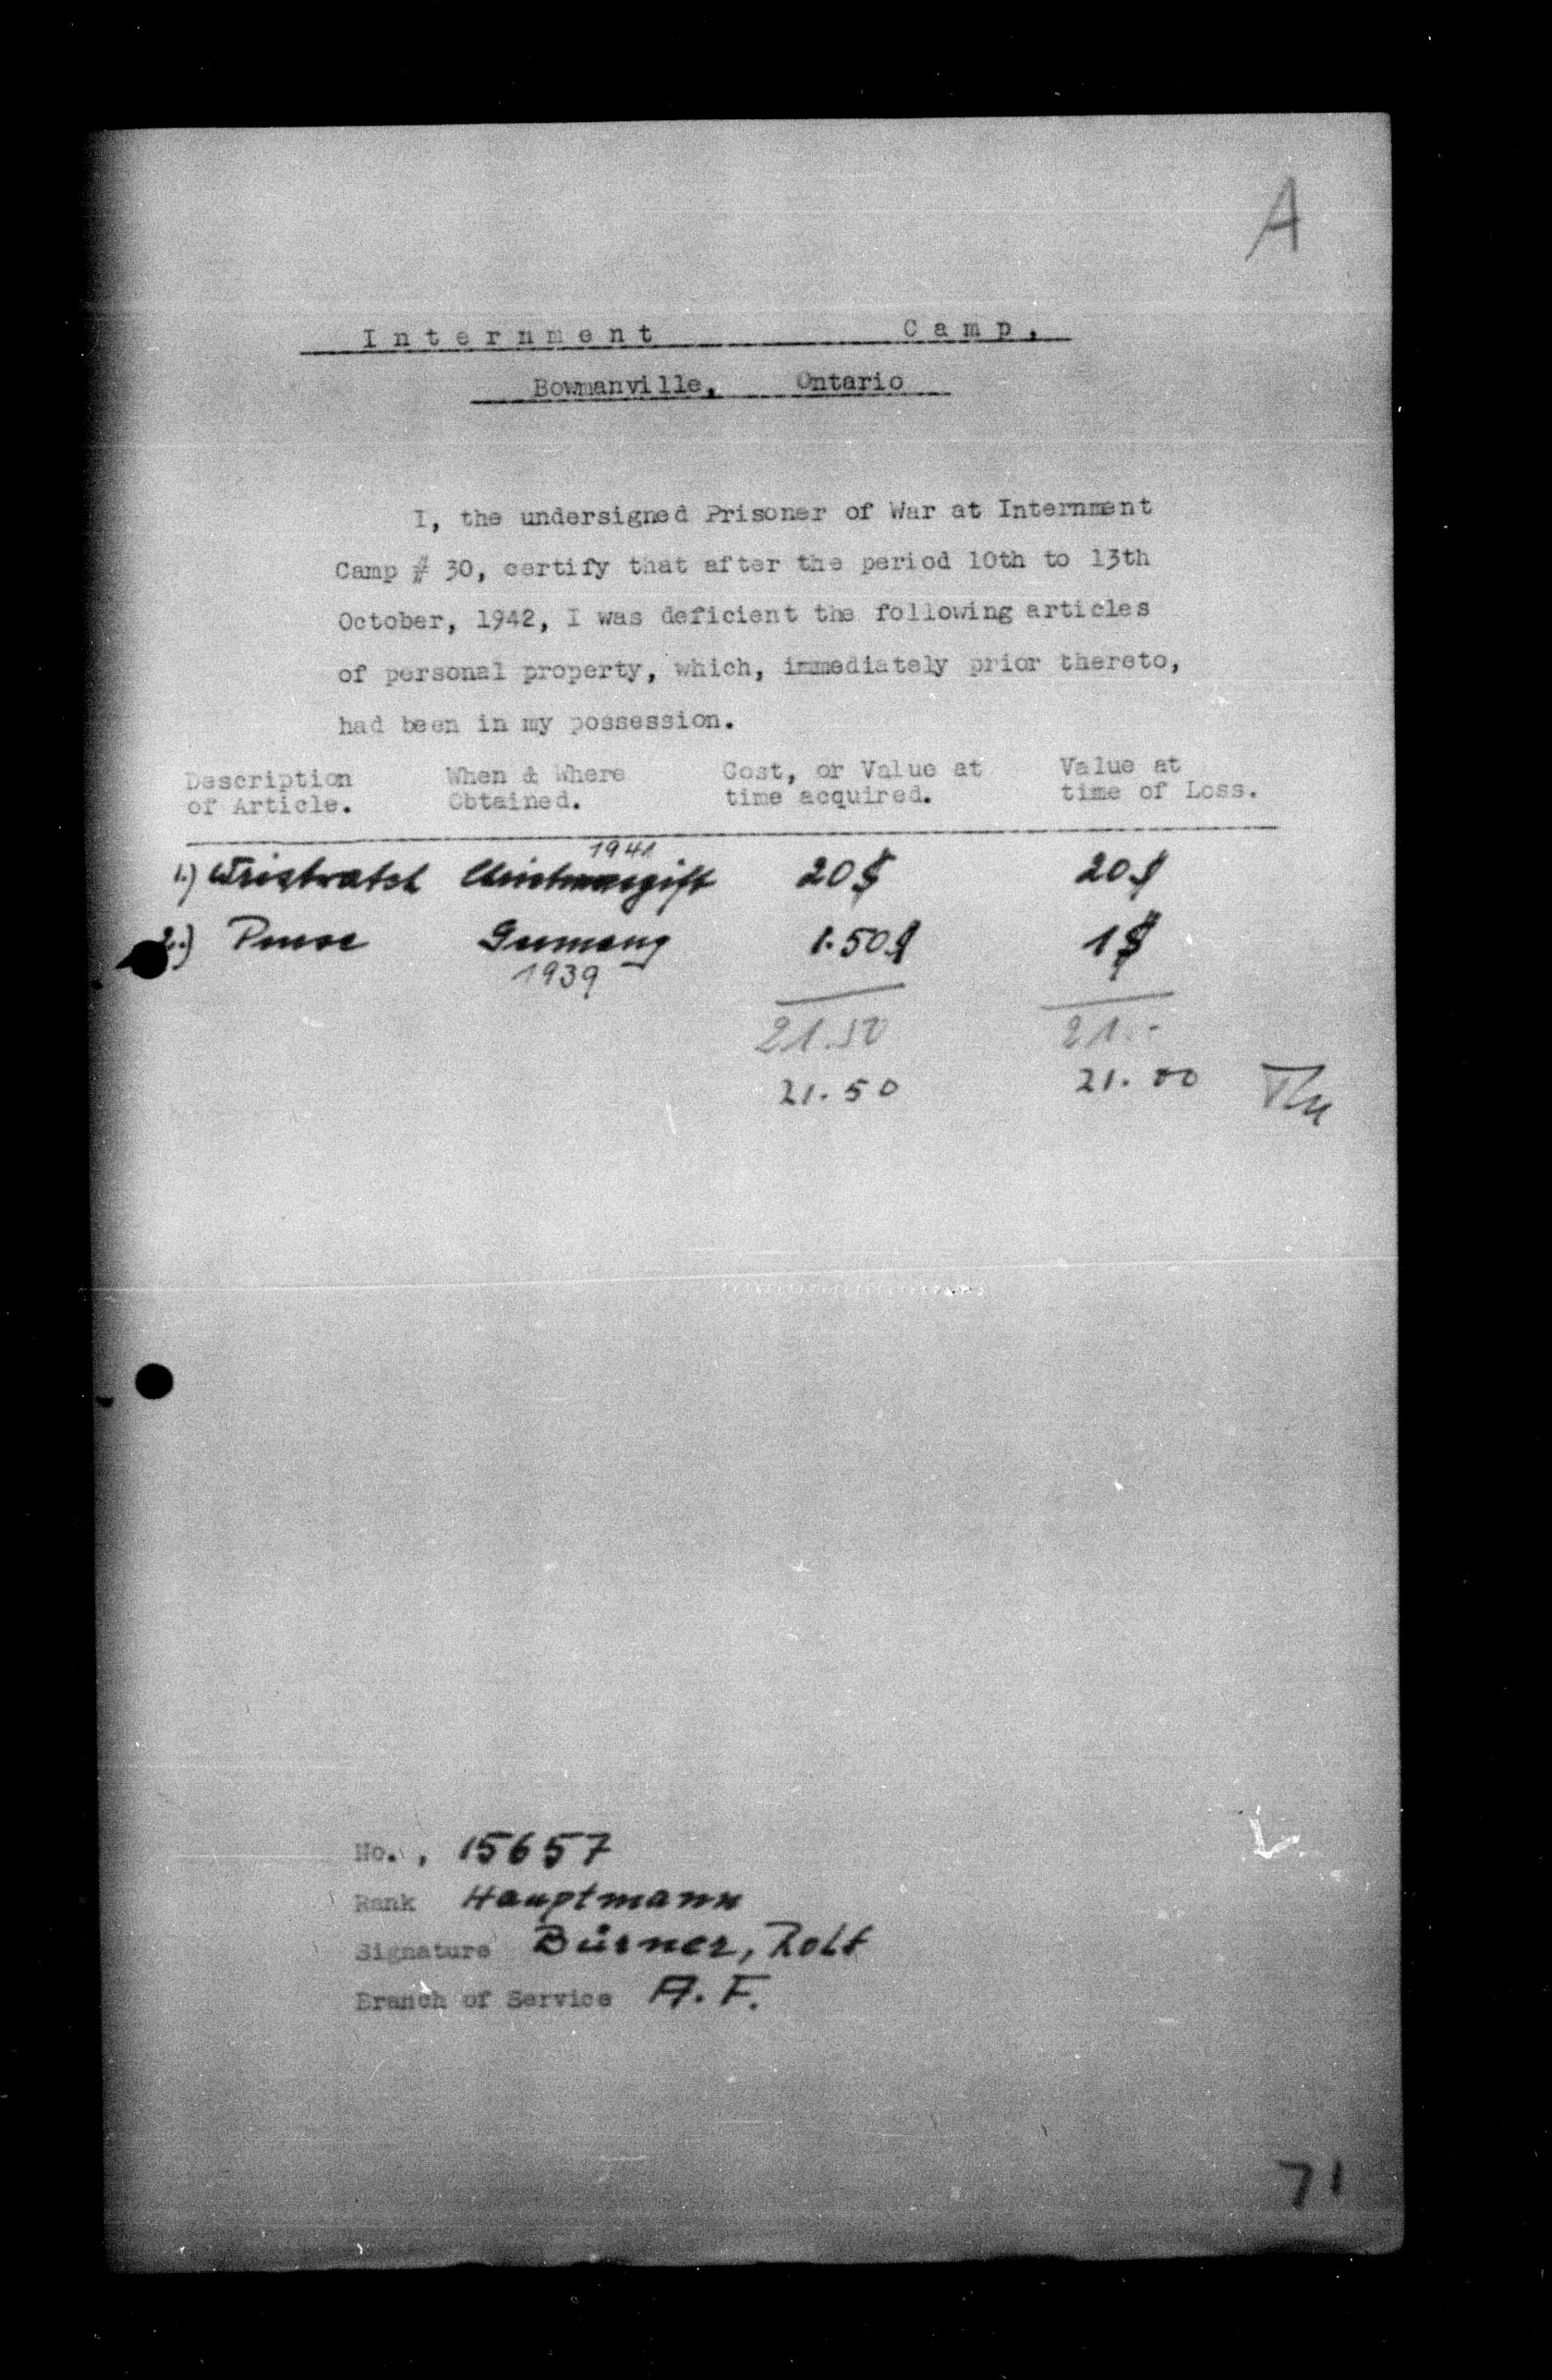 A
Internment Camp,
Bowmanville, Ontario
I, the undersigned Prisoner of War at Internment
Camp # 30, certify that after the period 10th to 13th
October, 1942, I was deficient the following articles
of personal property, which, immediately prior thereto,
had been in my possession.
Description When & Where Cost, or Value at Value at
of Article. Obtained. time acquired. time of Loss.
1941
1.) Wristwatch Christmasgift 20$ 20$
2.) Purse Germany 1.50$ 1$
1939
21.50 21.-
21.50 21.00
No., 15657
Rank Hauptmann
Signature Bürner, Rolf
Branch of Service A. F.
71